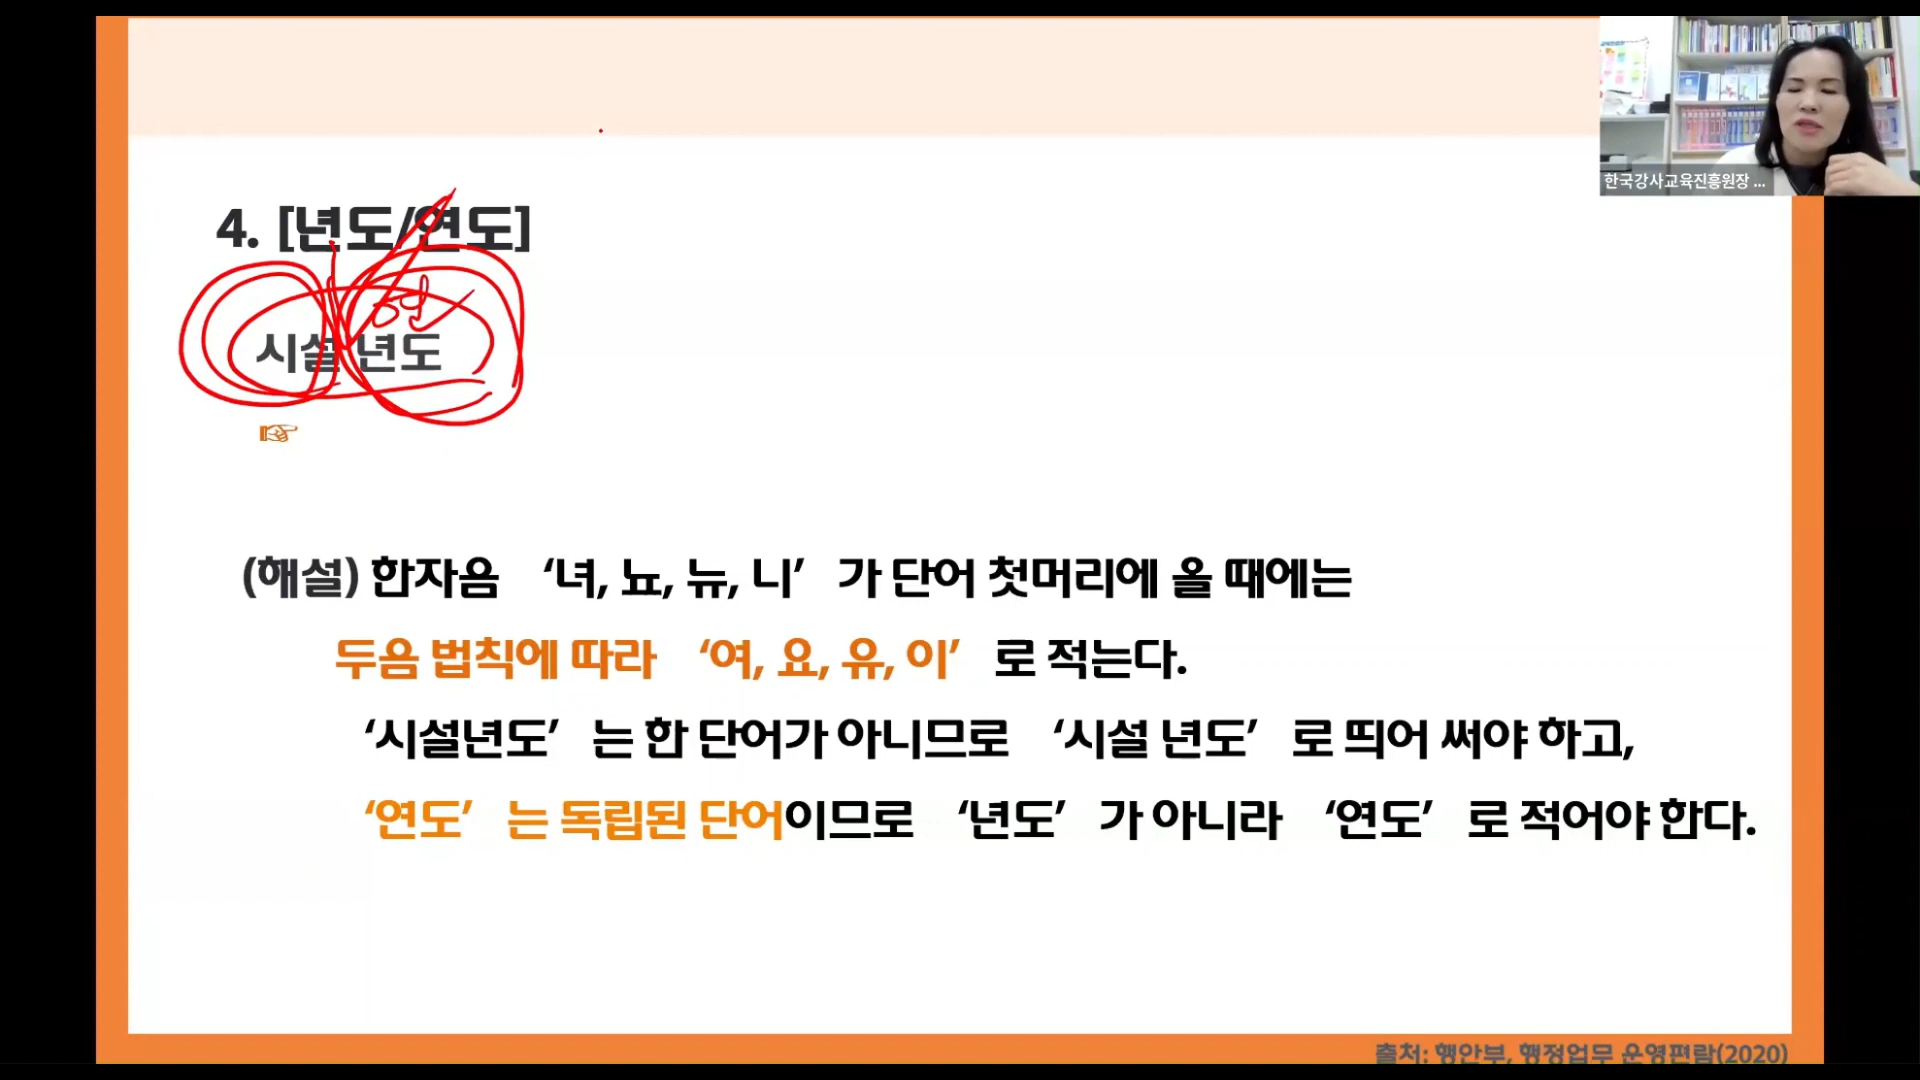 한국강사교육진흥원장 ...
4. [년도/연도]
연
시설 년도
☞
(해설) 한자음 ‘녀, 뇨, 뉴, 니’ 가 단어 첫머리에 올 때에는
두음 법칙에 따라 ‘여, 요, 유, 이’ 로 적는다.
‘시설년도’ 는 한 단어가 아니므로 ‘시설 년도’ 로 띄어 써야 하고,
‘연도’ 는 독립된 단어이므로 ‘년도’ 가 아니라 ‘연도’ 로 적어야 한다.
출처: 행안부, 행정업무 운영편람(2020)